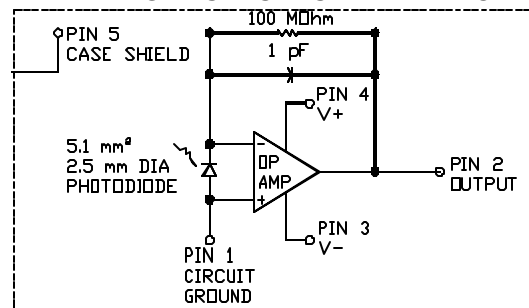 100 MOhm
1 pF
PIN 5
CASE SHIELD
PIN 4
V+
5.1 mm²
2.5 mm DIA
PHOTODIODE
-
OP
AMP
+
PIN 2
OUTPUT
PIN 3
V-
PIN 1
CIRCUIT
GROUND